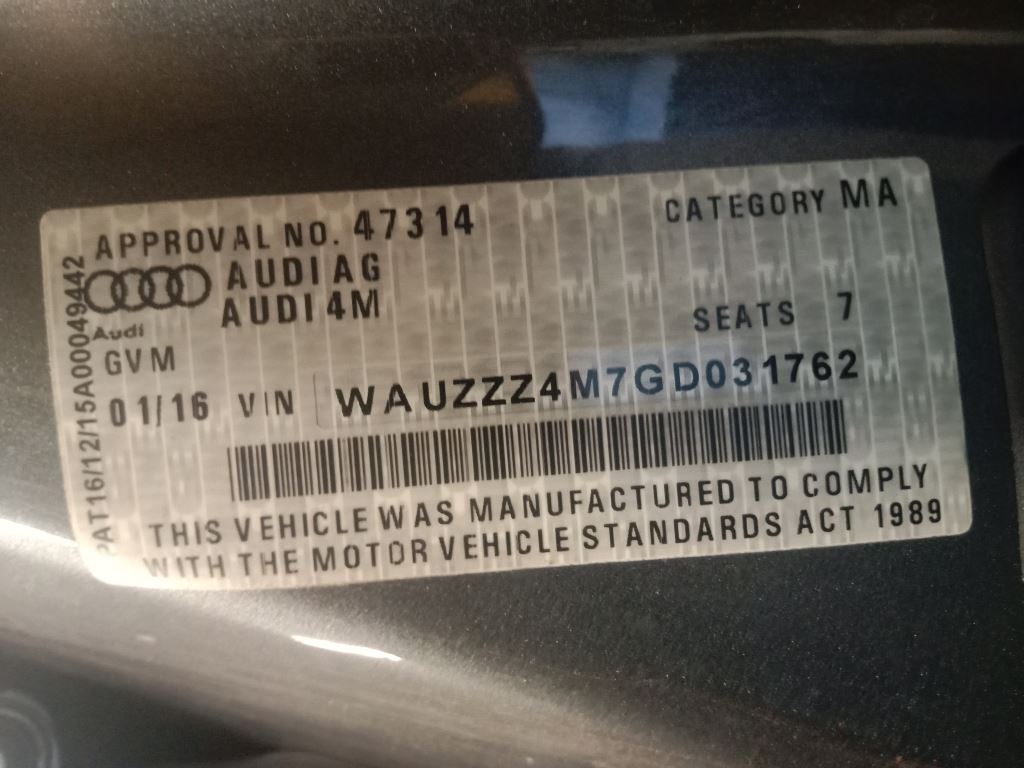 APPROVAL NO. 47314
CATEGORY MA
AUDI AG
AUDI 4M
Audi
SEATS 7
GVM
01/16 VIN WAUZZZ4M7GD031762
THIS VEHICLE WAS MANUFACTURED TO COMPLY
WITH THE MOTOR VEHICLE STANDARDS ACT 1989
PAT16/12/15A00049442